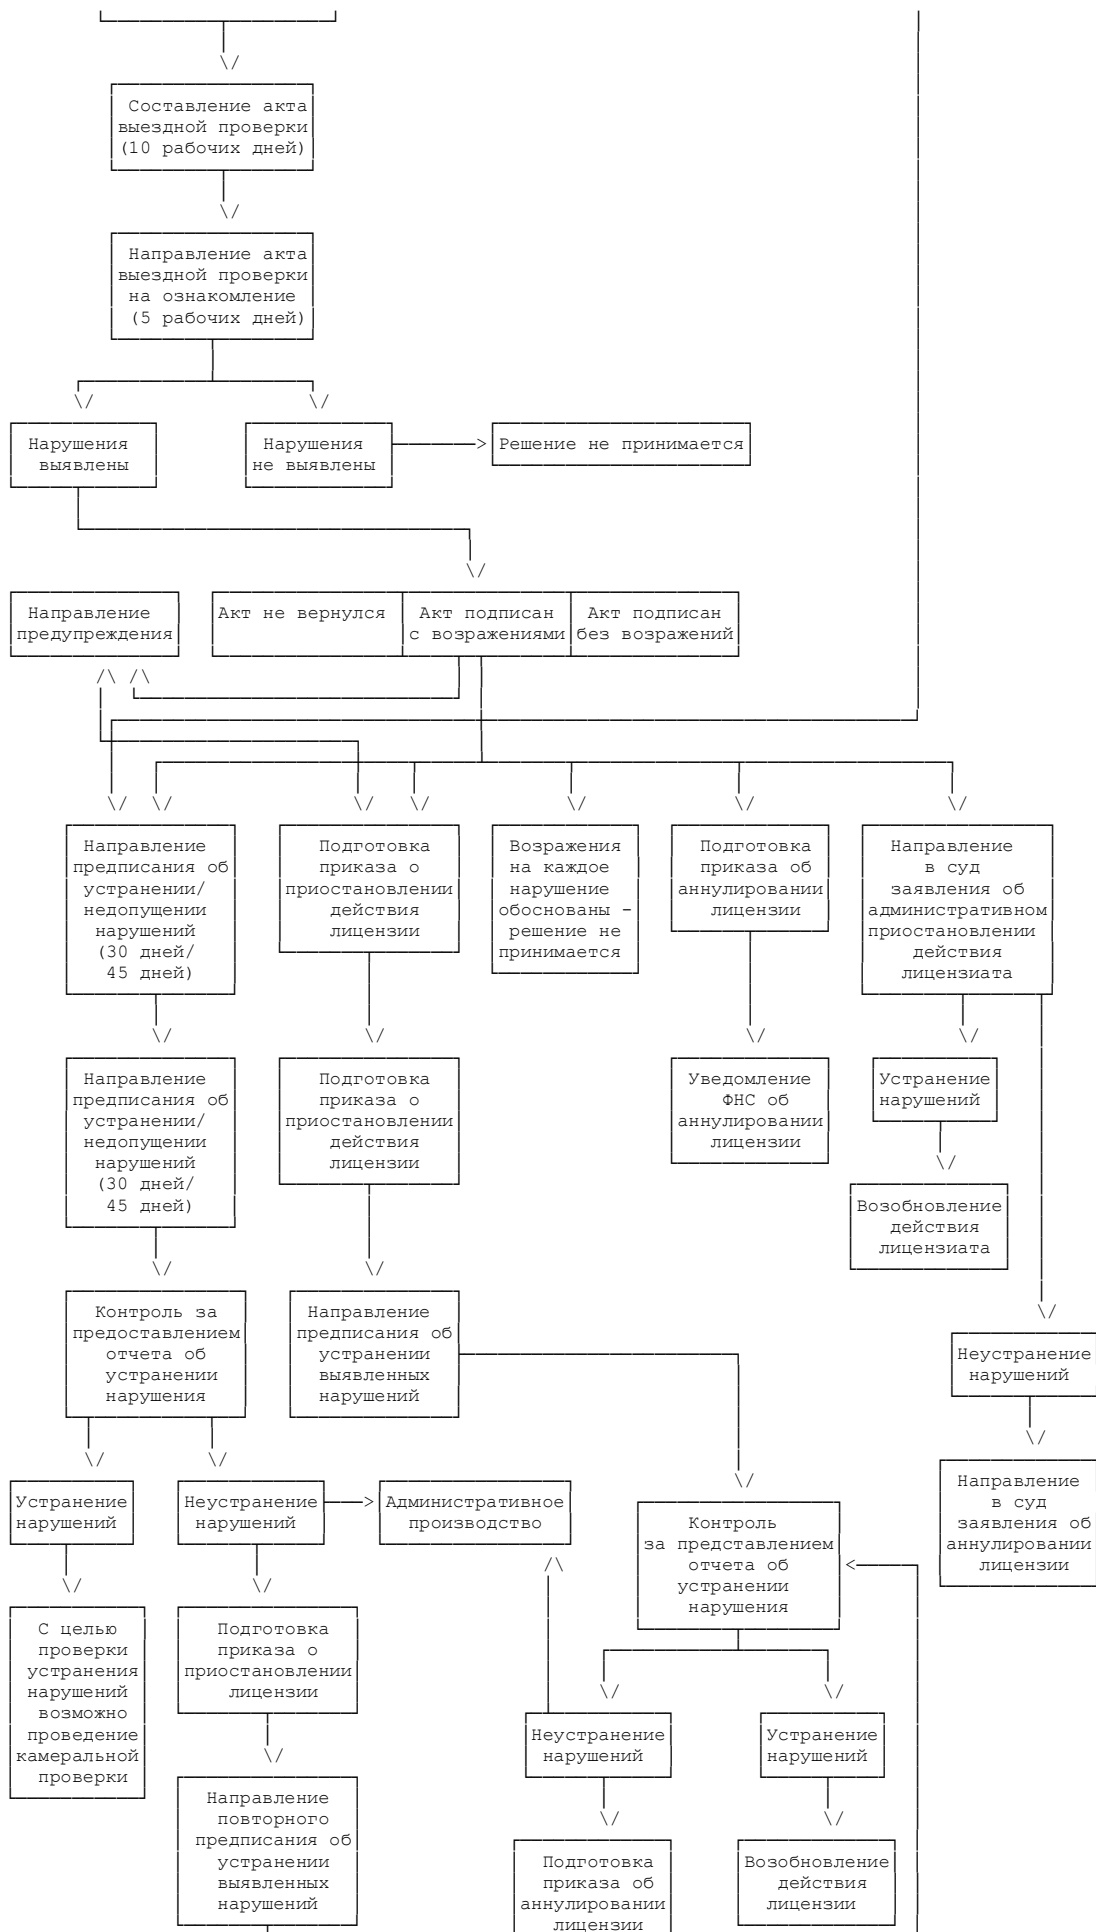 Составление акта
выездной проверки
(10 рабочих дней)
Направление акта
выездной проверки
на ознакомление
(5 рабочих дней)
Нарушения
выявлены
Нарушения
не выявлены
Решение не принимается
Направление
предупреждения
Акт не вернулся
Акт подписан
с возражениями
Акт подписан
без возражений
Направление
предписания об
устранении/
недопущении
нарушений
(30 дней/
45 дней)
Подготовка
приказа о
приостановлении
действия
лицензии
Возражения
на каждое
нарушение
обоснованы –
решение не
принимается
Подготовка
приказа об
аннулировании
лицензии
Направление
в суд
заявления об
административном
приостановлении
действия
лицензиата
Направление
предписания об
устранении/
недопущении
нарушений
(30 дней/
45 дней)
Подготовка
приказа о
приостановлении
действия
лицензии
Уведомление
ФНС об
аннулировании
лицензии
Устранение
нарушений
Возобновление
действия
лицензиата
Контроль за
предоставлением
отчета об
устранении
нарушения
Направление
предписания об
устранении
выявленных
нарушений
Неустранение
нарушений
Направление
в суд
заявления об
аннулировании
лицензии
Устранение
нарушений
Неустранение
нарушений
Административное
производство
Контроль
за представлением
отчета об
устранении
нарушения
С целью
проверки
устранения
нарушений
возможно
проведение
камеральной
проверки
Подготовка
приказа о
приостановлении
лицензии
Неустранение
нарушений
Устранение
нарушений
Направление
повторного
предписания об
устранении
выявленных
нарушений
Подготовка
приказа об
аннулировании
лицензии
Возобновление
действия
лицензии